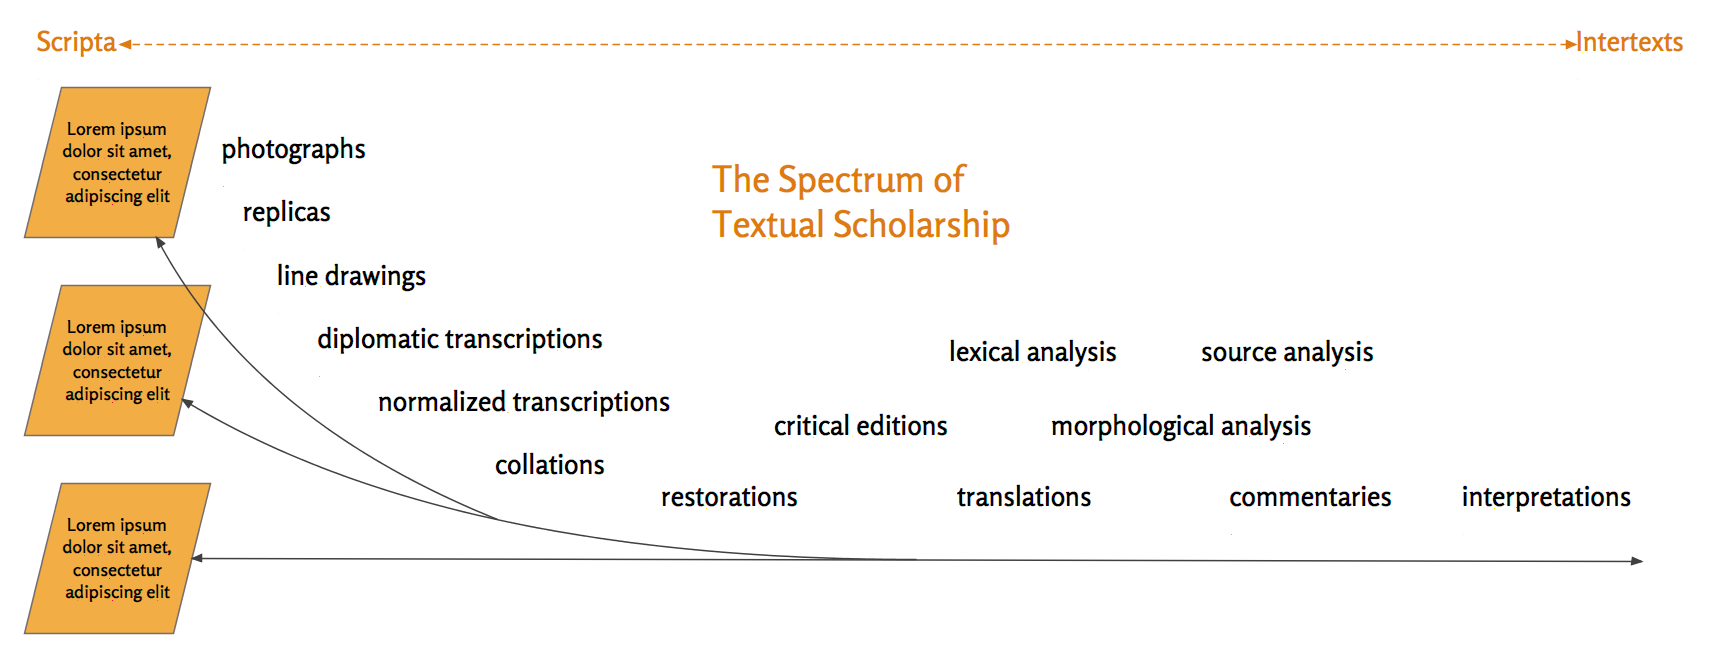 Scripta
Intertexts
Lorem ipsum
dolor sit amet,
consectetur
adipiscing elit
photographs
replicas
line drawings
diplomatic transcriptions
normalized transcriptions
collations
The Spectrum of
Textual Scholarship
Lorem ipsum
dolor sit amet,
consectetur
adipiscing elit
lexical analysis
source analysis
critical editions
morphological analysis
restorations
translations
commentaries
interpretations
Lorem ipsum
dolor sit amet,
consectetur
adipiscing elit